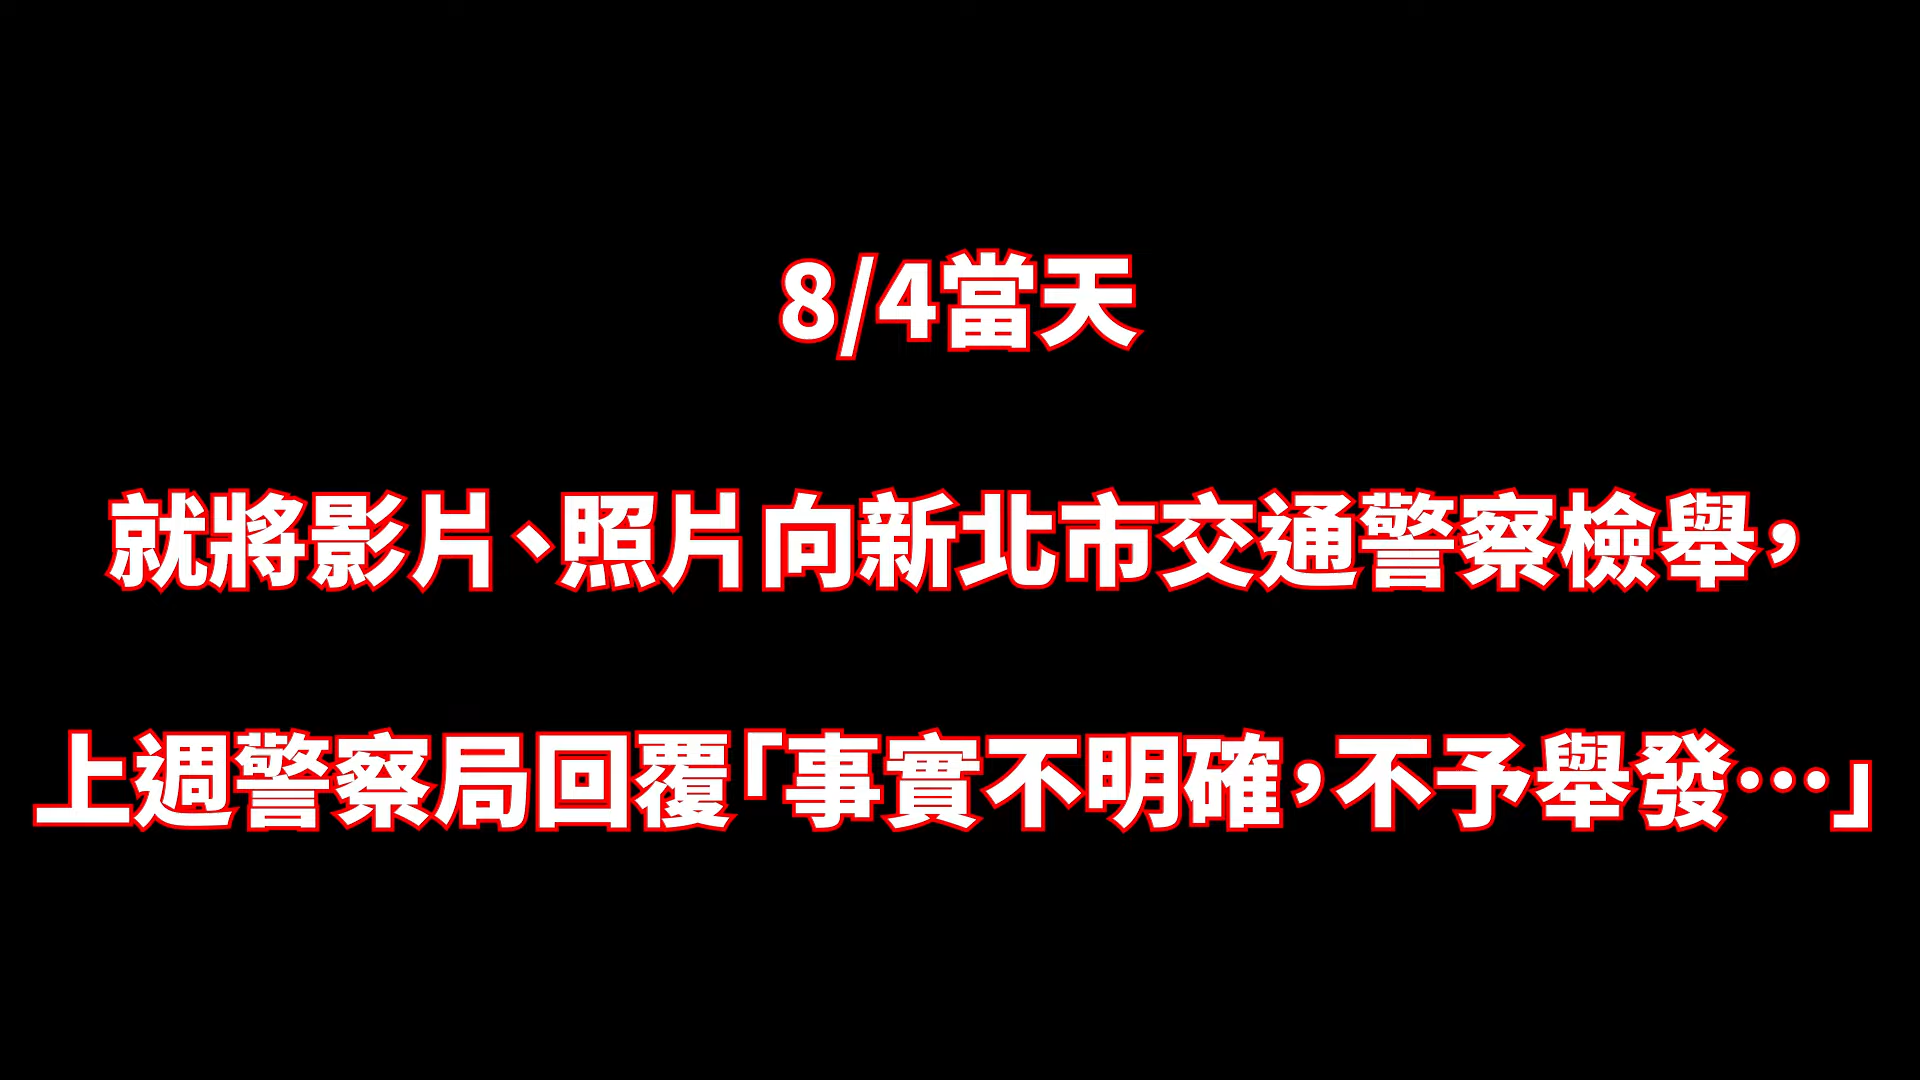 8/4當天
就將影片、照片向新北市交通警察檢舉，
上週警察局回覆「事實不明確，不予舉發…」